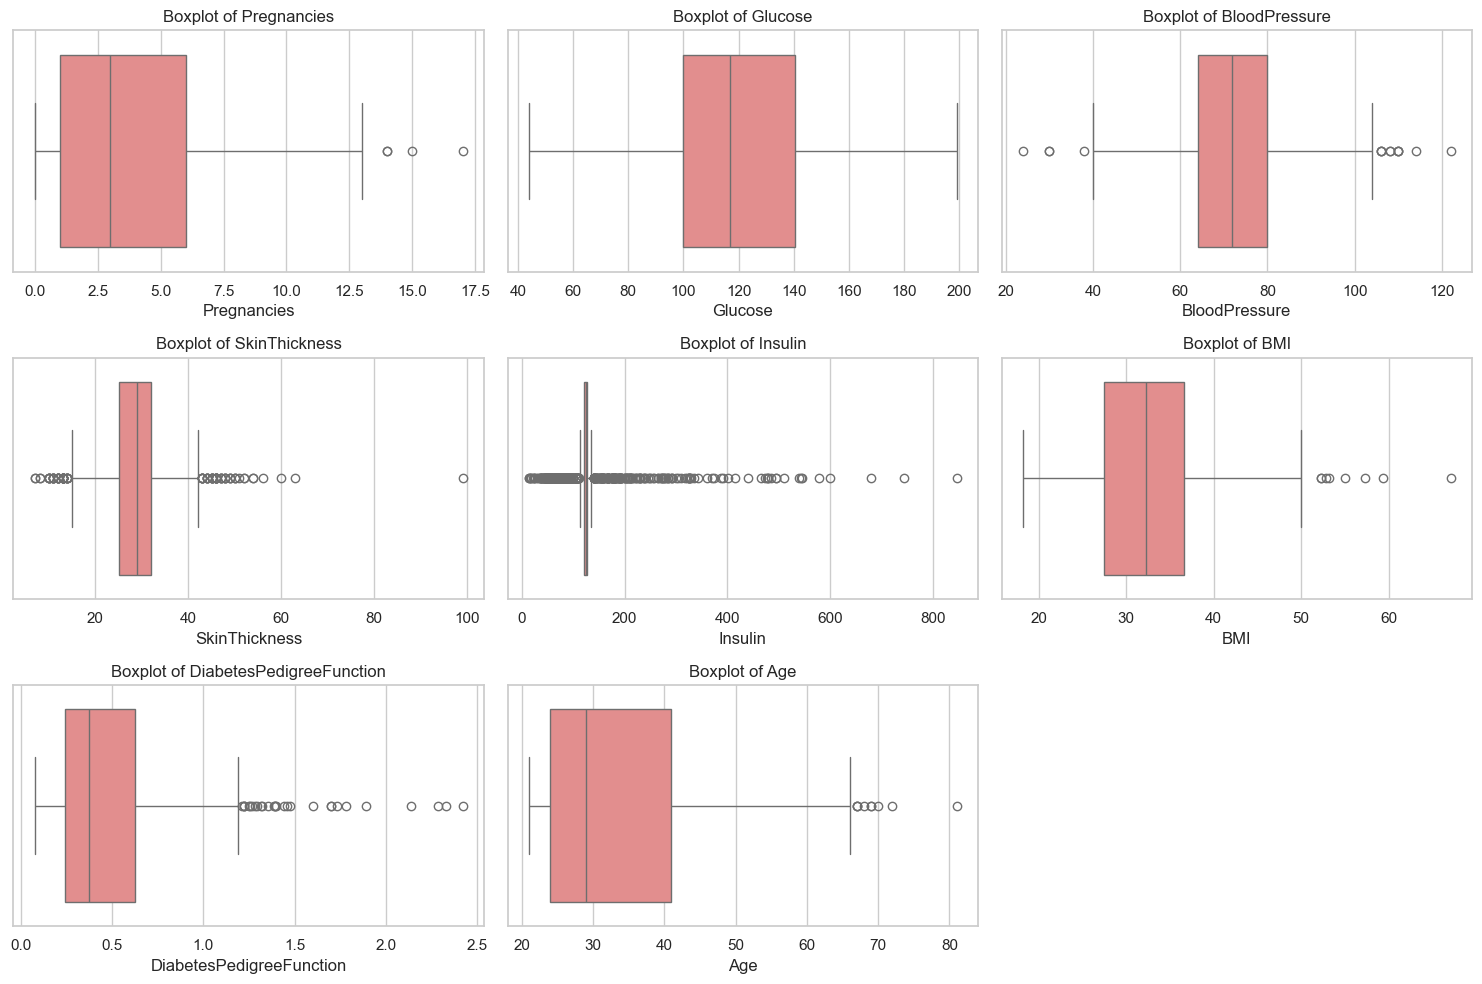 Boxplot of Pregnancies
0.0 2.5 5.0 7.5 10.0 12.5 15.0 17.5
Pregnancies
Boxplot of Glucose
40 60 80 100 120 140 160 180 200
Glucose
Boxplot of BloodPressure
20 40 60 80 100 120
BloodPressure
Boxplot of SkinThickness
20 40 60 80 100
SkinThickness
Boxplot of Insulin
0 200 400 600 800
Insulin
Boxplot of BMI
20 30 40 50 60
BMI
Boxplot of DiabetesPedigreeFunction
0.0 0.5 1.0 1.5 2.0 2.5
DiabetesPedigreeFunction
Boxplot of Age
20 30 40 50 60 70 80
Age